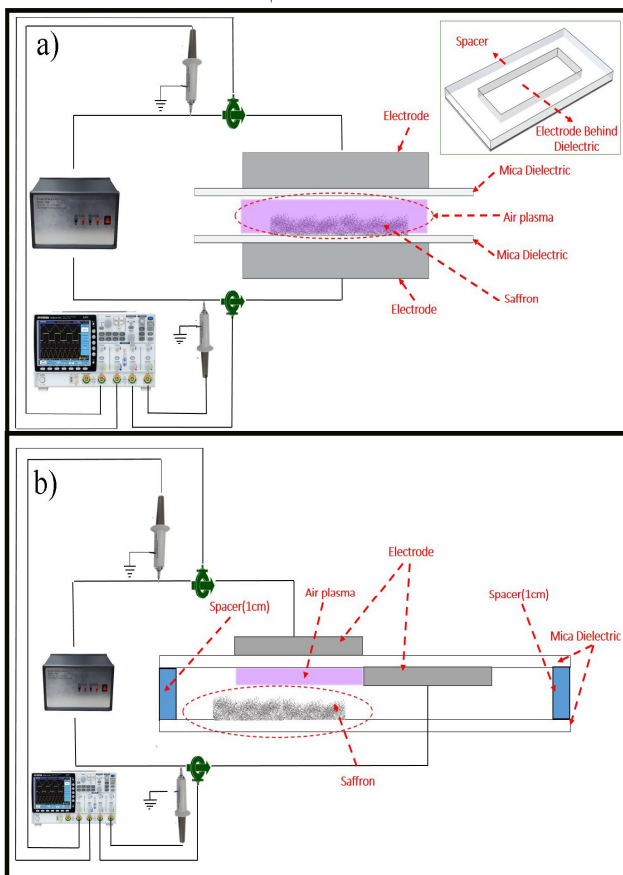 a)
Spacer
Electrode Behind
Dielectric
Electrode
Mica Dielectric
Air plasma
Mica Dielectric
Saffron
Electrode
b)
Electrode
Air plasma
Spacer(1cm)
Spacer(1cm)
Mica Dielectric
Saffron